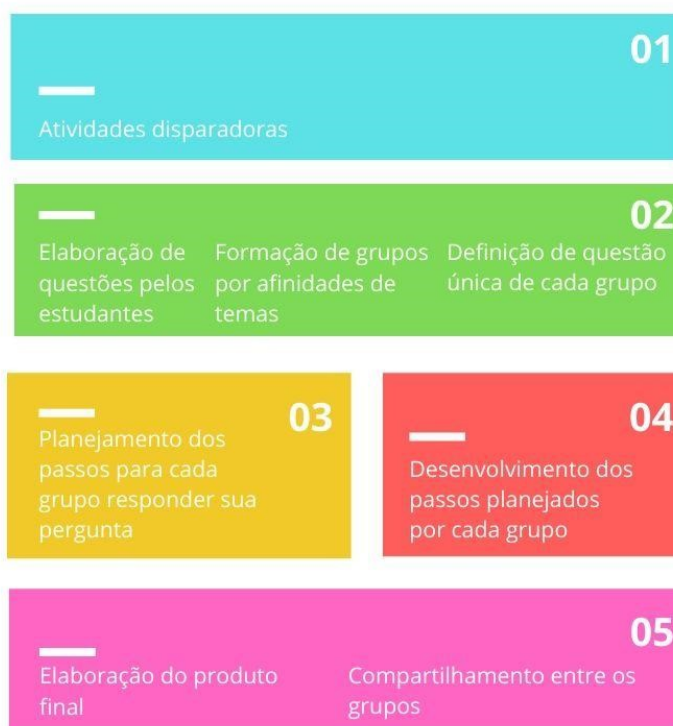 01
Atividades disparadoras
02
Elaboração de
questões pelos
estudantes
Formação de grupos
por afinidades de
temas
Definição de questão
única de cada grupo
03
Planejamento dos
passos para cada
grupo responder sua
pergunta
04
Desenvolvimento dos
passos planejados
por cada grupo
05
Elaboração do produto
final
Compartilhamento entre os
grupos